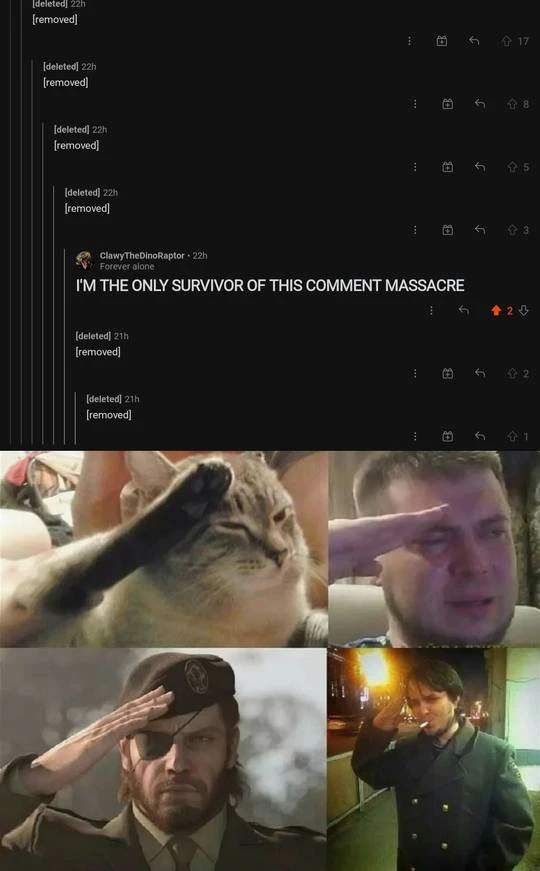 [deleted] 22h
[removed]
17
[deleted] 22h
[removed]
8
[deleted] 22h
[removed]
5
[deleted] 22h
[removed]
3
ClawyTheDinoRaptor • 22h
Forever alone
I'M THE ONLY SURVIVOR OF THIS COMMENT MASSACRE
2
[deleted] 21h
[removed]
2
[deleted] 21h
[removed]
1